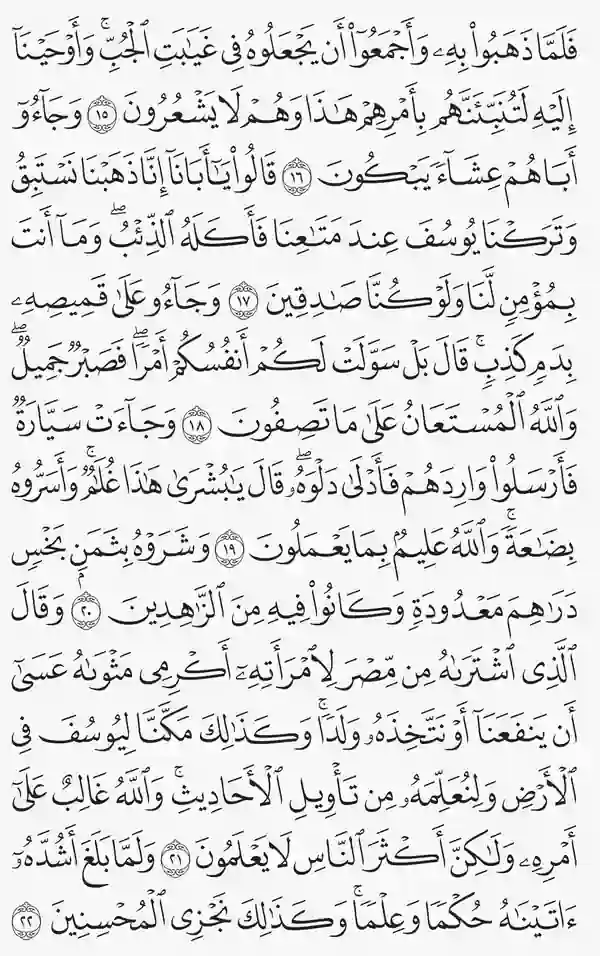 فَلَمَّا ذَهَبُوا۟ بِهِۦ وَأَجْمَعُوٓا۟ أَن يَجْعَلُوهُ فِى غَيَـٰبَتِ ٱلْجُبِّ ۚ وَأَوْحَيْنَآ
إِلَيْهِ لَتُنَبِّئَنَّهُم بِأَمْرِهِمْ هَـٰذَا وَهُمْ لَا يَشْعُرُونَ ١٥ وَجَآءُوٓ
أَبَاهُمْ عِشَآءً يَبْكُونَ ١٦ قَالُوا۟ يَـٰٓأَبَانَآ إِنَّا ذَهَبْنَا نَسْتَبِقُ
وَتَرَكْنَا يُوسُفَ عِندَ مَتَـٰعِنَا فَأَكَلَهُ ٱلذِّئْبُ ۖ وَمَآ أَنتَ
بِمُؤْمِنٍ لَّنَا وَلَوْ كُنَّا صَـٰدِقِينَ ١٧ وَجَآءُو عَلَىٰ قَمِيصِهِۦ
بِدَمٍ كَذِبٍ ۚ قَالَ بَلْ سَوَّلَتْ لَكُمْ أَنفُسُكُمْ أَمْرًا ۖ فَصَبْرٌ جَمِيلٌ ۖ
وَٱللَّهُ ٱلْمُسْتَعَانُ عَلَىٰ مَا تَصِفُونَ ١٨ وَجَآءَتْ سَيَّارَةٌ
فَأَرْسَلُوا۟ وَارِدَهُمْ فَأَدْلَىٰ دَلْوَهُۥ ۖ قَالَ يَـٰبُشْرَىٰ هَـٰذَا غُلَـٰمٌ ۚ وَأَسَرُّوهُ
بِضَـٰعَةً ۚ وَٱللَّهُ عَلِيمٌۢ بِمَا يَعْمَلُونَ ١٩ وَشَرَوْهُ بِثَمَنٍۭ بَخْسٍ
دَرَٰهِمَ مَعْدُودَةٍ وَكَانُوا۟ فِيهِ مِنَ ٱلزَّٰهِدِينَ ٢٠ وَقَالَ
ٱلَّذِى ٱشْتَرَىٰهُ مِن مِّصْرَ لِٱمْرَأَتِهِۦٓ أَكْرِمِى مَثْوَىٰهُ عَسَىٰٓ
أَن يَنفَعَنَآ أَوْ نَتَّخِذَهُۥ وَلَدًا ۚ وَكَذَٰلِكَ مَكَّنَّا لِيُوسُفَ فِى
ٱلْأَرْضِ وَلِنُعَلِّمَهُۥ مِن تَأْوِيلِ ٱلْأَحَادِيثِ ۚ وَٱللَّهُ غَالِبٌ عَلَىٰٓ
أَمْرِهِۦ وَلَـٰكِنَّ أَكْثَرَ ٱلنَّاسِ لَا يَعْلَمُونَ ٢١ وَلَمَّا بَلَغَ أَشُدَّهُۥٓ
ءَاتَيْنَـٰهُ حُكْمًا وَعِلْمًا ۚ وَكَذَٰلِكَ نَجْزِى ٱلْمُحْسِنِينَ ٢٢